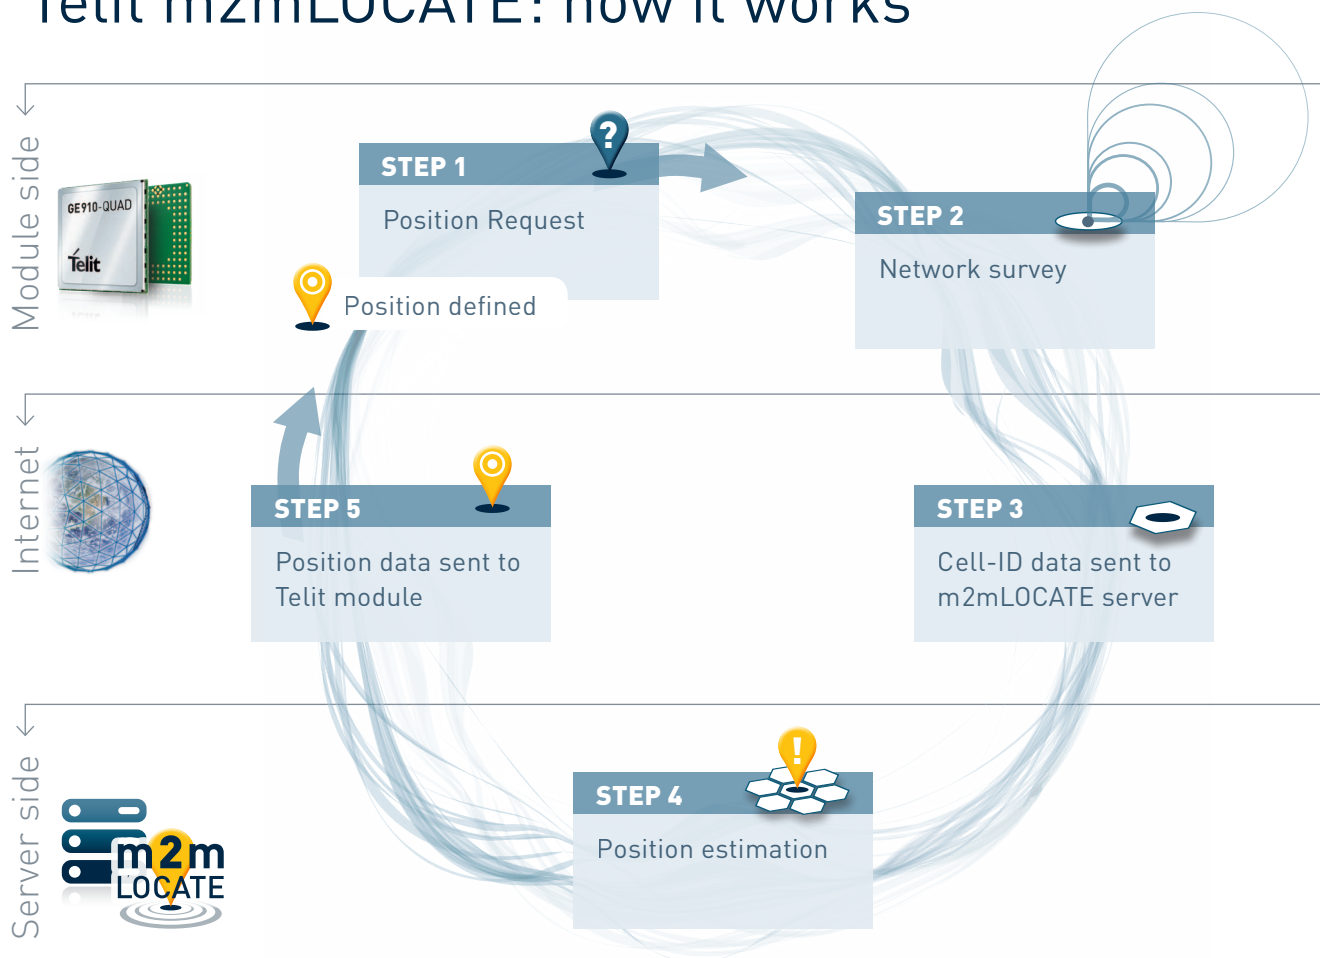 Telit m2mLOCATE: how it works
Module side
GE910-QUAD
Telit
STEP 1
Position Request
?
Position defined
STEP 2
Network survey
Internet
STEP 5
Position data sent to
Telit module
STEP 3
Cell-ID data sent to
m2mLOCATE server
Server side
m2m
LOCATE
STEP 4
!
Position estimation